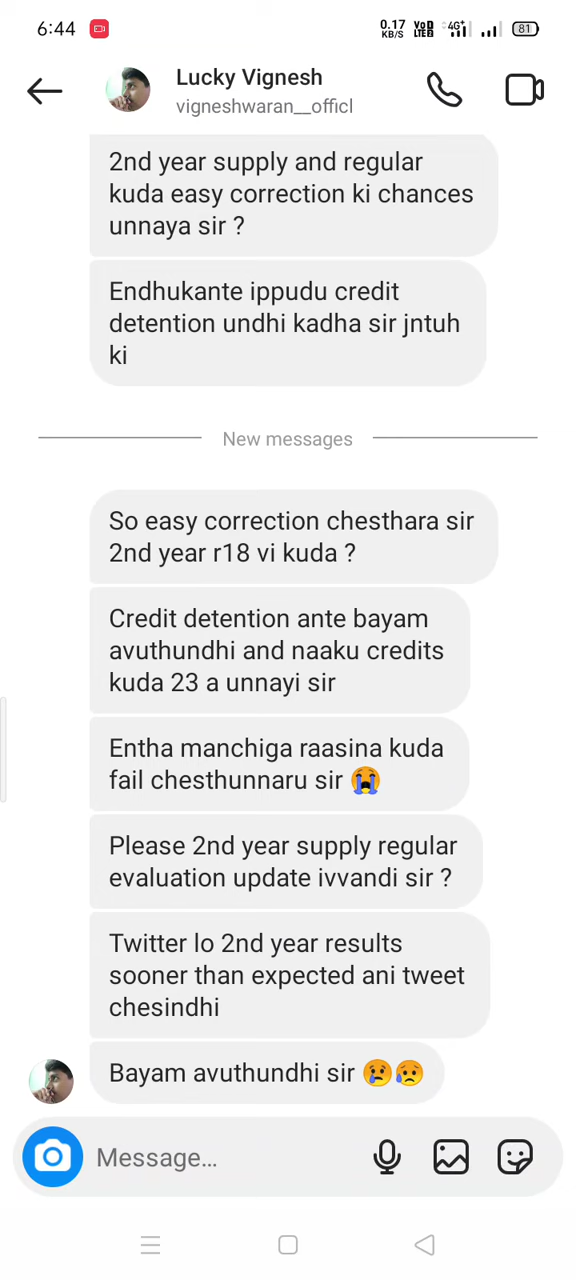 6:44
0.17
KB/S
VoD
LTE2
4G+
81
Lucky Vignesh
vigneshwaran__officl
2nd year supply and regular
kuda easy correction ki chances
unnaya sir ?
Endhukante ippudu credit
detention undhi kadha sir jntuh
ki
New messages
So easy correction chesthara sir
2nd year r18 vi kuda ?
Credit detention ante bayam
avuthundhi and naaku credits
kuda 23 a unnayi sir
Entha manchiga raasina kuda
fail chesthunnaru sir 😭
Please 2nd year supply regular
evaluation update ivvandi sir ?
Twitter lo 2nd year results
sooner than expected ani tweet
chesindhi
Bayam avuthundhi sir 😢😥
Message...